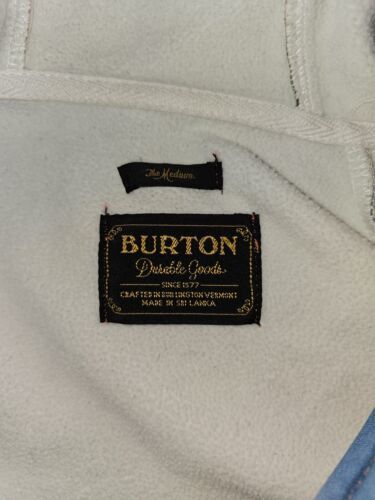 The Medium
BURTON
Durable Goods
SINCE 1977
CRAFTED IN BURLINGTON VERMONT
MADE IN SRI LANKA